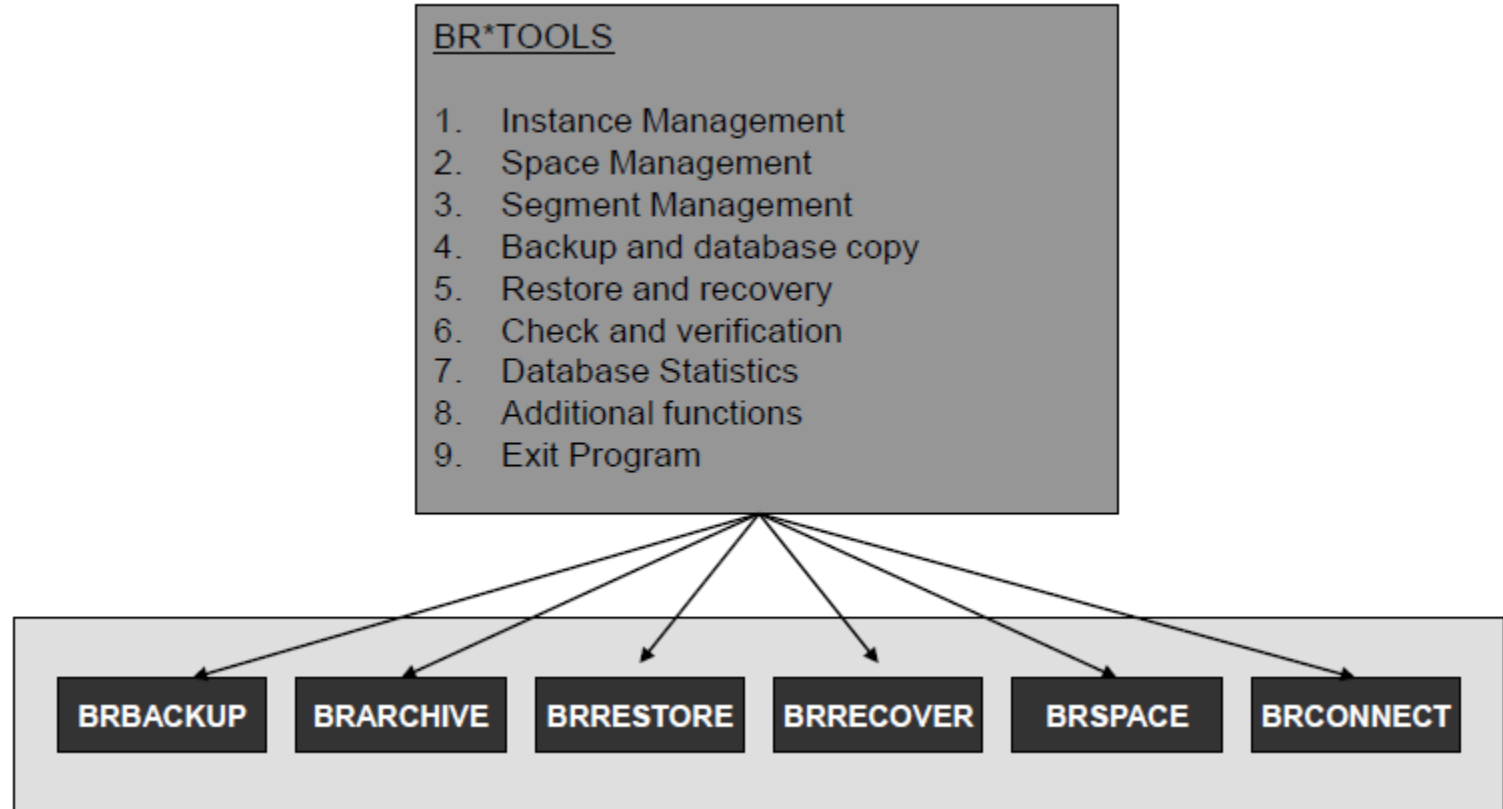 BR*TOOLS
1. Instance Management
2. Space Management
3. Segment Management
4. Backup and database copy
5. Restore and recovery
6. Check and verification
7. Database Statistics
8. Additional functions
9. Exit Program
BRBACKUP
BRARCHIVE
BRRESTORE
BRRECOVER
BRSPACE
BRCONNECT